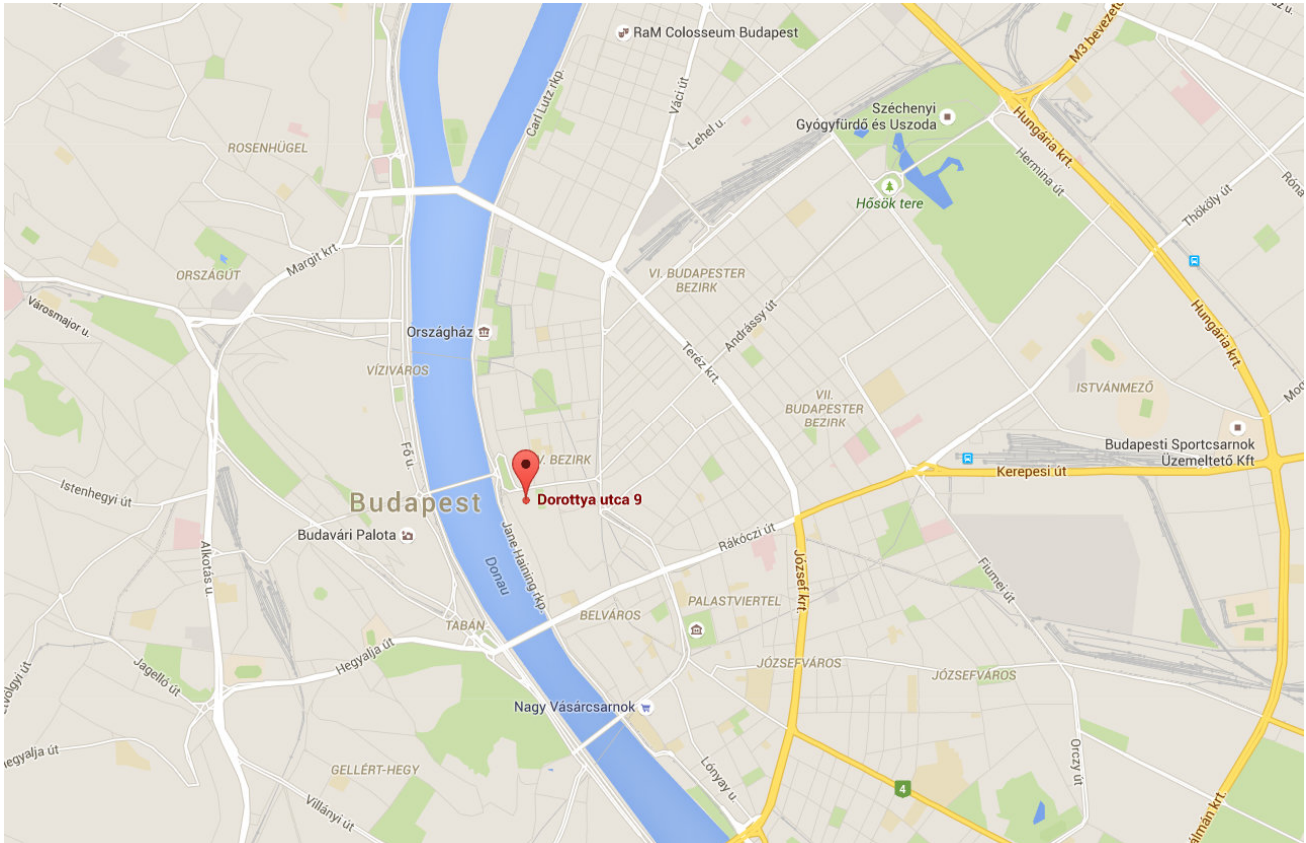 RaM Colosseum Budapest
M3 bevezető
Carl Lutz rkp.
Váci út
Lehel u.
Széchenyi
Gyógyfürdő és Uszoda
Hungária krt.
ROSENHÜGEL
Hermina út
Hősök tere
Thököly út
Róna
Margit krt.
ORSZÁGÚT
VI. BUDAPESTER
BEZIRK
Városmajor u.
Országház
Andrássy út
Hungária krt.
Teréz krt.
VÍZIVÁROS
VII.
BUDAPESTER
BEZIRK
ISTVÁNMEZŐ
Budapesti Sportcsarnok
Üzemeltető Kft
Fő u.
V. BEZIRK
Kerepesi út
Istenhegyi út
Budapest
Dorottya utca 9
Budavári Palota
Jane Haining rkp.
Rákóczi út
Alkotás u.
Donau
József krt.
Fiumei út
BELVÁROS
PALASTVIERTEL
TABÁN
Hegyalja út
Jagelló út
JÓZSEFVÁROS
JÓZSEFVÁROS
Nagy Vásárcsarnok
Orczy út
GELLÉRT-HEGY
Lónyay u.
Villányi út
4